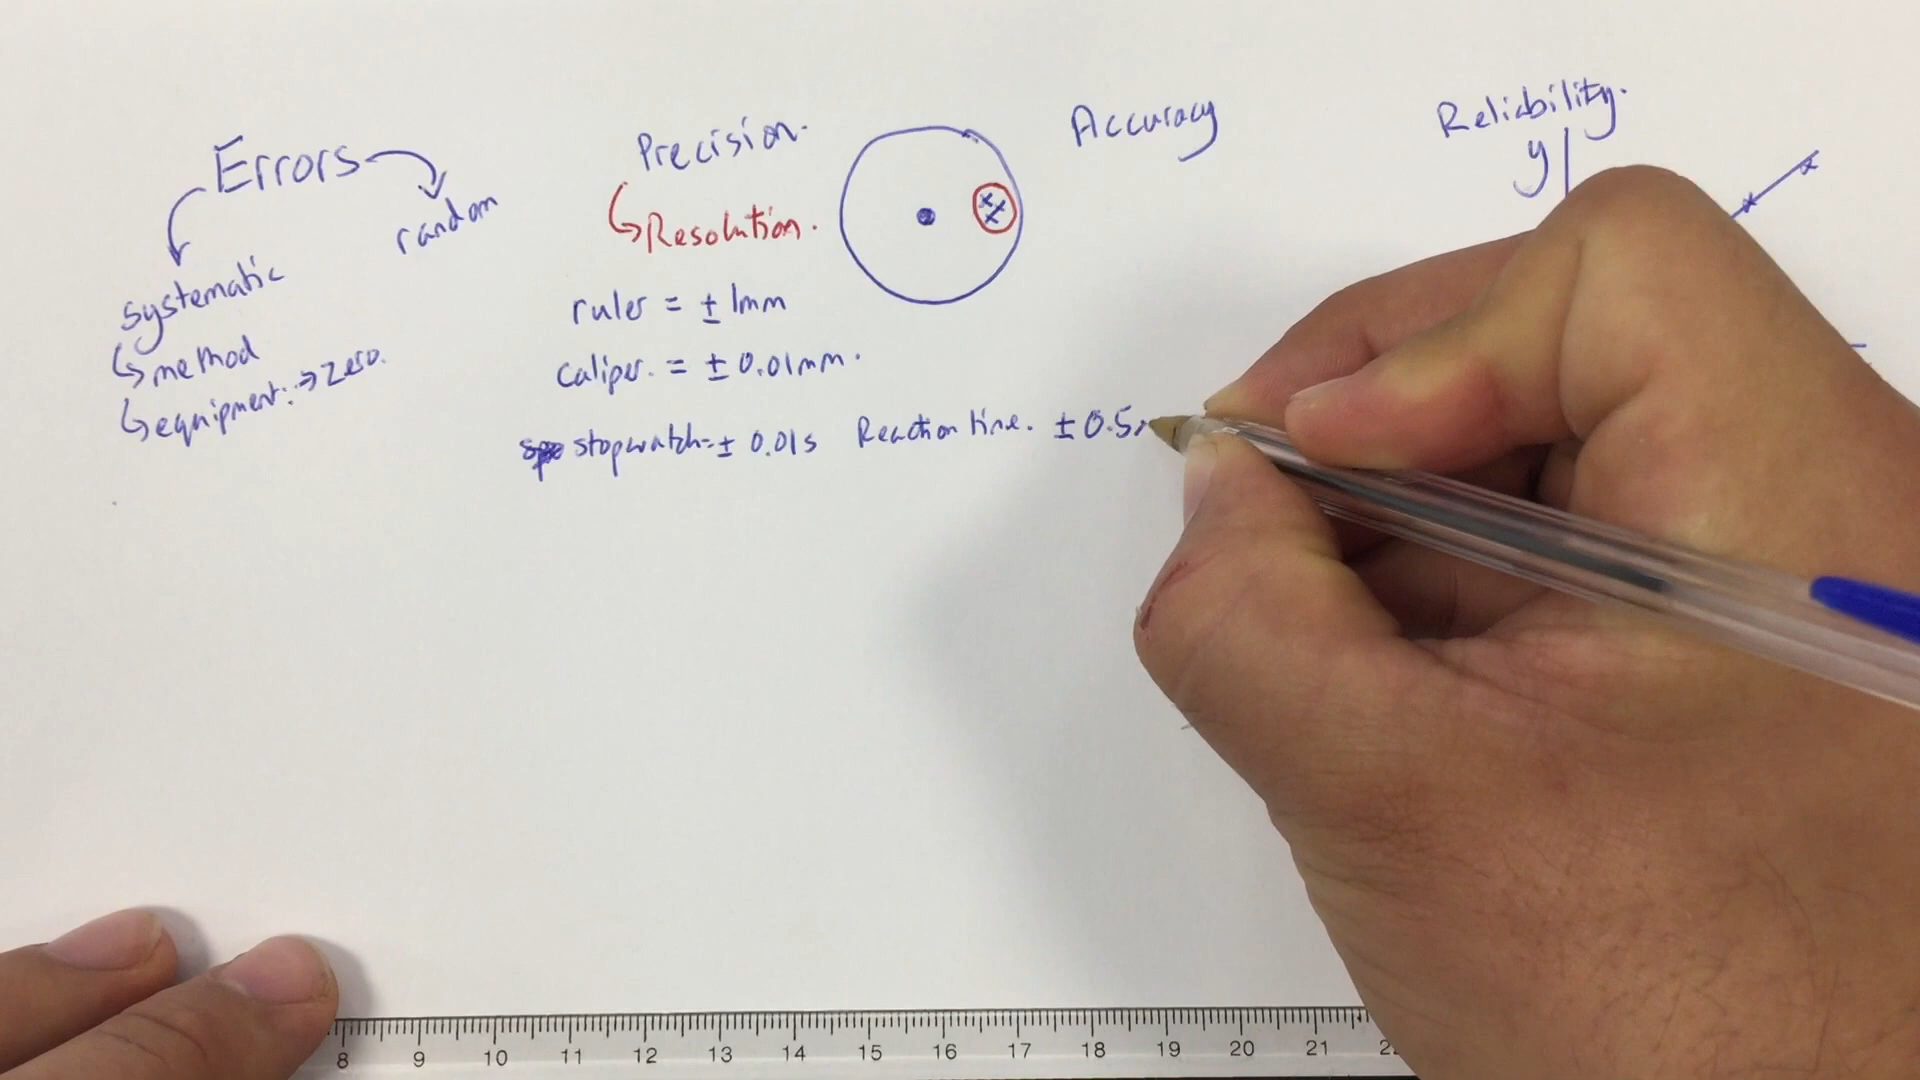 Errors
random
systematic
method
equipment: → zero.
Precision.
Resolution.
ruler = ± 1mm
caliper. = ± 0.01mm.
stopwatch = ± 0.01s Reaction time. ± 0.5
Accuracy
Reliability.
y
8 9 10 11 12 13 14 15 16 17 18 19 20 21